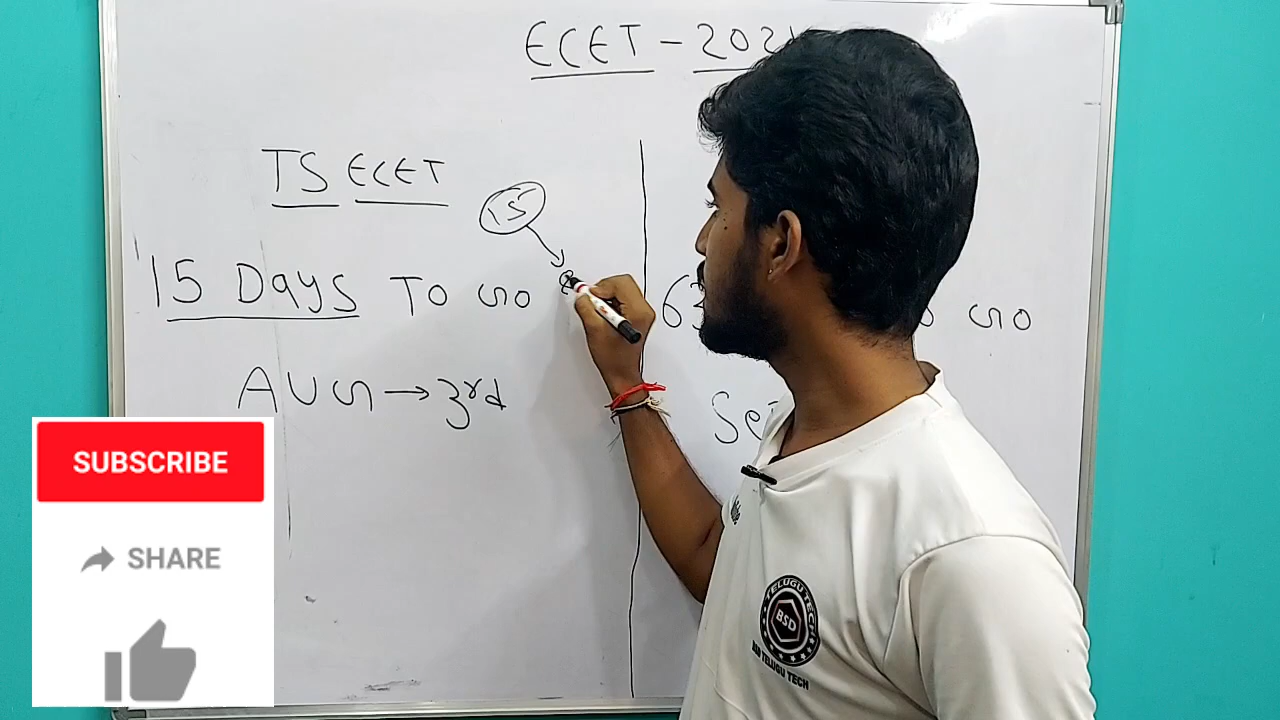 ECET - 202
TS ECET
15
15 Days To GO
63
GO
AUG → 3rd
Se
SUBSCRIBE
SHARE
TELUGU TECH
BSD
BSD TELUGU TECH